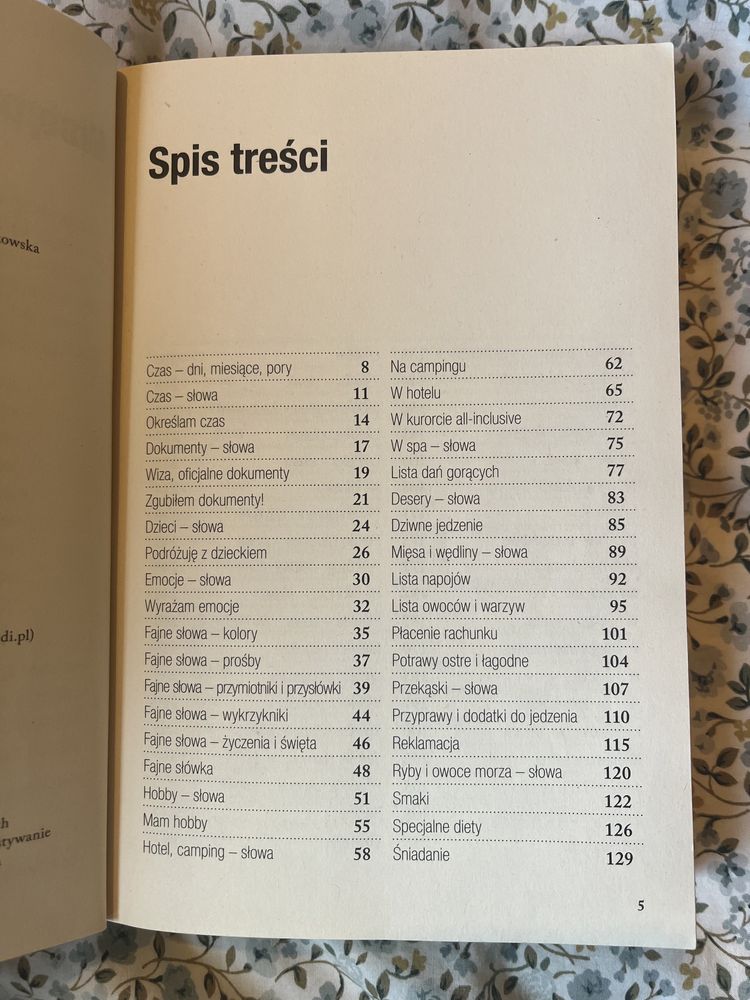 owska
di.pl)
ch
tywanie
Spis treści
Czas – dni, miesiące, pory 8
Czas – słowa 11
Określam czas 14
Dokumenty – słowa 17
Wiza, oficjalne dokumenty 19
Zgubiłem dokumenty! 21
Dzieci – słowa 24
Podróżuję z dzieckiem 26
Emocje – słowa 30
Wyrażam emocje 32
Fajne słowa – kolory 35
Fajne słowa – prośby 37
Fajne słowa – przymiotniki i przysłówki 39
Fajne słowa – wykrzykniki 44
Fajne słowa – życzenia i święta 46
Fajne słówka 48
Hobby – słowa 51
Mam hobby 55
Hotel, camping – słowa 58
Na campingu 62
W hotelu 65
W kurorcie all-inclusive 72
W spa – słowa 75
Lista dań gorących 77
Desery – słowa 83
Dziwne jedzenie 85
Mięsa i wędliny – słowa 89
Lista napojów 92
Lista owoców i warzyw 95
Płacenie rachunku 101
Potrawy ostre i łagodne 104
Przekąski – słowa 107
Przyprawy i dodatki do jedzenia 110
Reklamacja 115
Ryby i owoce morza – słowa 120
Smaki 122
Specjalne diety 126
Śniadanie 129
5